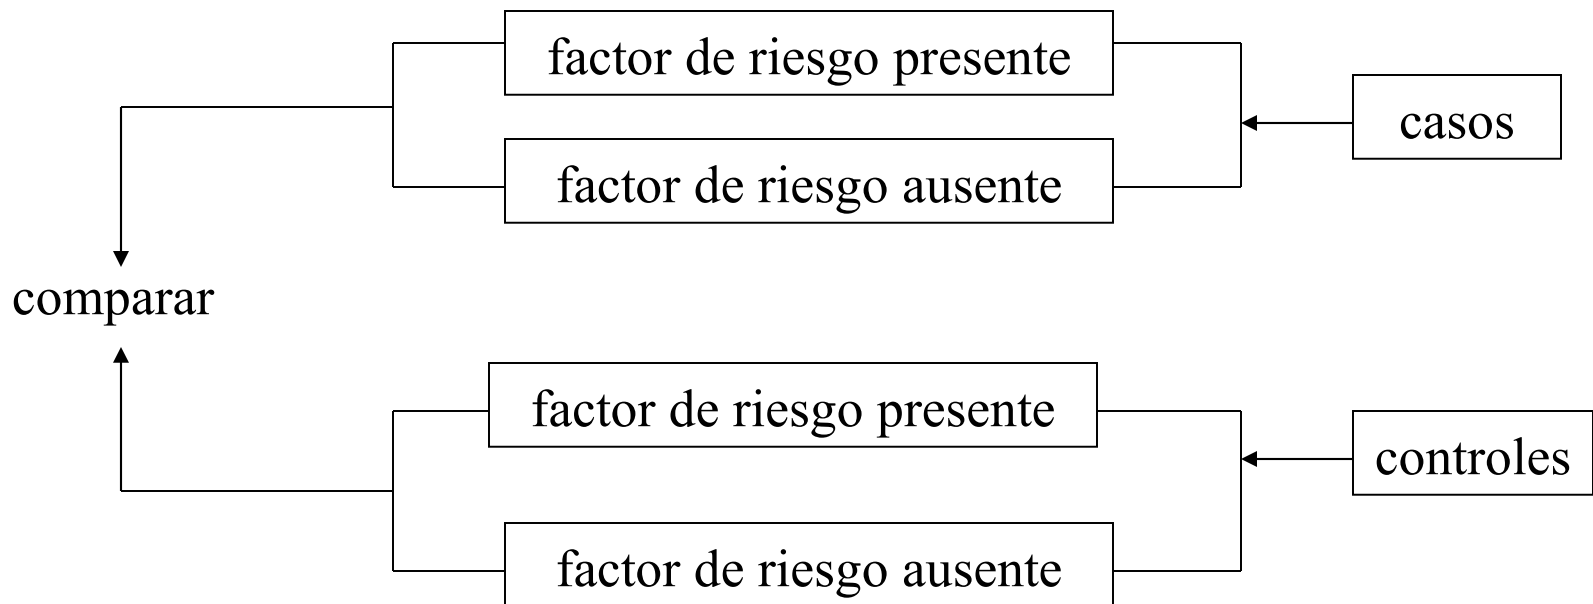 factor de riesgo presente
casos
factor de riesgo ausente
comparar
factor de riesgo presente
controles
factor de riesgo ausente